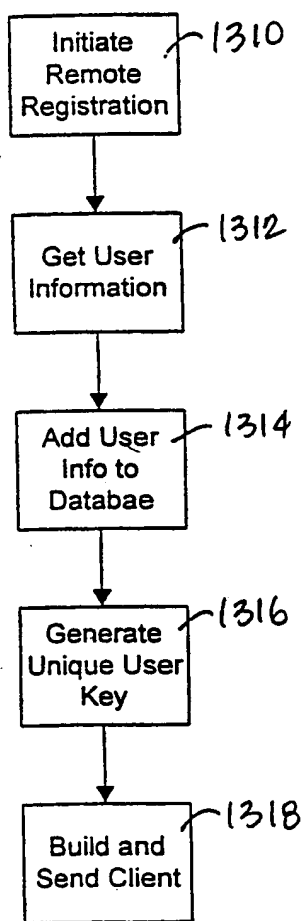 1310
Initiate
Remote
Registration
1312
Get User
Information
1314
Add User
Info to
Databae
1316
Generate
Unique User
Key
1318
Build and
Send Client